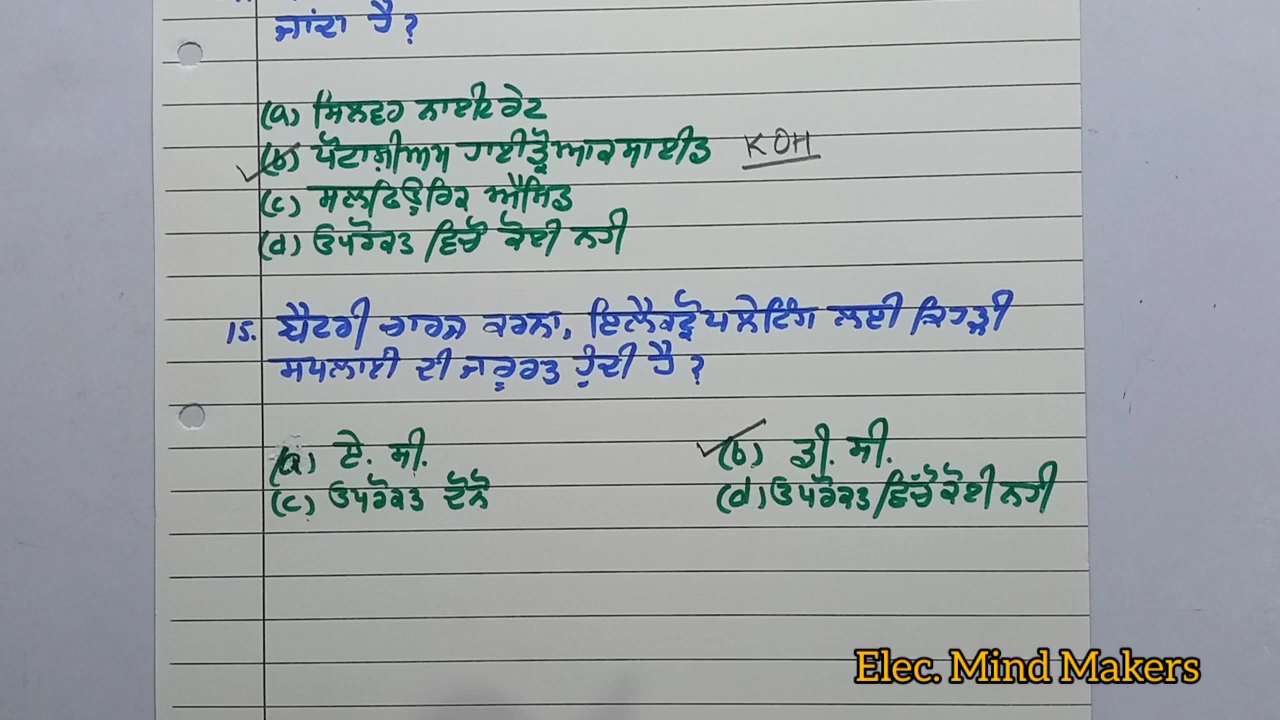 ਜਾਂਦਾ ਹੈ?
(a) ਸਿਲਵਰ ਨਾਈਟਰੇਟ
(b) ਪੋਟਾਸ਼ੀਅਮ ਹਾਈਡ੍ਰੋਆਕਸਾਈਡ KOH
(c) ਸਲਫਿਊਰਿਕ ਐਸਿਡ
(d) ਉਪਰੋਕਤ ਵਿਚੋਂ ਕੋਈ ਨਹੀ
15. ਬੈਟਰੀ ਚਾਰਜ ਕਰਨਾ, ਇਲੈਕਟ੍ਰੋਪਲੇਟਿੰਗ ਲਈ ਕਿਹੜੀ
ਸਪਲਾਈ ਦੀ ਜਰੂਰਤ ਹੁੰਦੀ ਹੈ?
(a) ਏ. ਸੀ. (b) ਡੀ. ਸੀ.
(c) ਉਪਰੋਕਤ ਦੋਨੋ (d) ਉਪਰੋਕਤ ਵਿੱਚੋਂ ਕੋਈ ਨਹੀ
Elec. Mind Makers